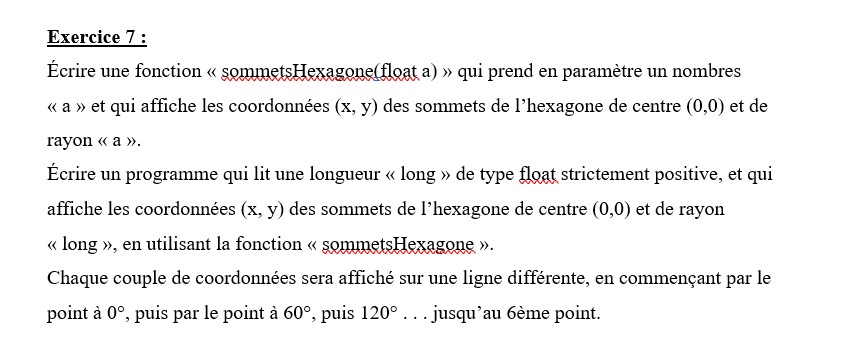 Exercice 7 :
Écrire une fonction « sommetsHexagone(float a) » qui prend en paramètre un nombres
« a » et qui affiche les coordonnées (x, y) des sommets de l’hexagone de centre (0,0) et de
rayon « a ».
Écrire un programme qui lit une longueur « long » de type float strictement positive, et qui
affiche les coordonnées (x, y) des sommets de l’hexagone de centre (0,0) et de rayon
« long », en utilisant la fonction « sommetsHexagone ».
Chaque couple de coordonnées sera affiché sur une ligne différente, en commençant par le
point à 0°, puis par le point à 60°, puis 120° . . . jusqu’au 6ème point.